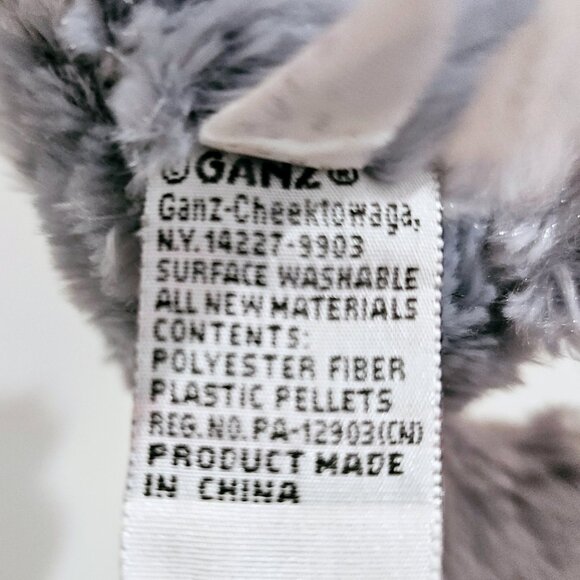 ©GANZ®
Ganz-Cheektowaga,
N.Y. 14227-9903
SURFACE WASHABLE
ALL NEW MATERIALS
CONTENTS:
POLYESTER FIBER
PLASTIC PELLETS
REG. NO. PA-12903(CN)
PRODUCT MADE
IN CHINA